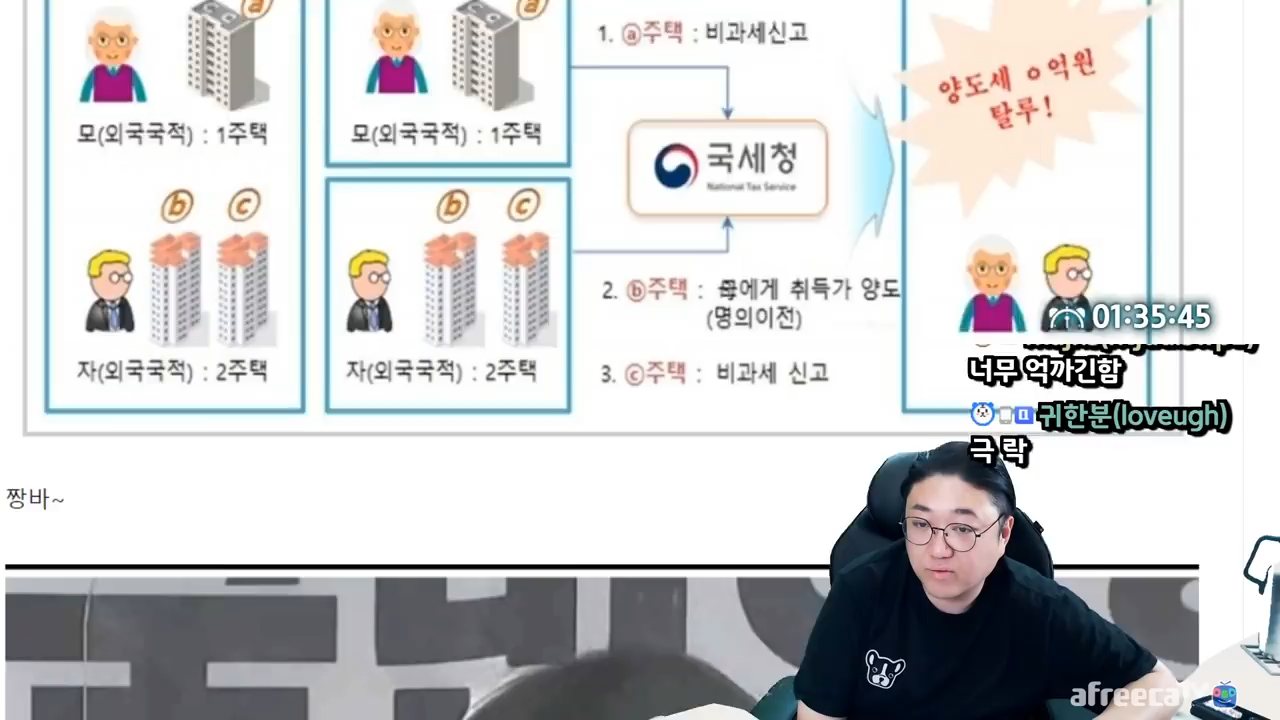 a
a
1. ⓐ주택 : 비과세신고
양도세 ㅇ억원
탈루!
모(외국국적) : 1주택
모(외국국적) : 1주택
국세청
National Tax Service
b c
b c
2. ⓑ주택 : 母에게 취득가 양도
(명의이전)
자(외국국적) : 2주택
자(외국국적) : 2주택
3. ⓒ주택 : 비과세 신고
01:35:45
너무 억까긴함
귀한분(loveugh)
극 락
짱바~
afreecaTV